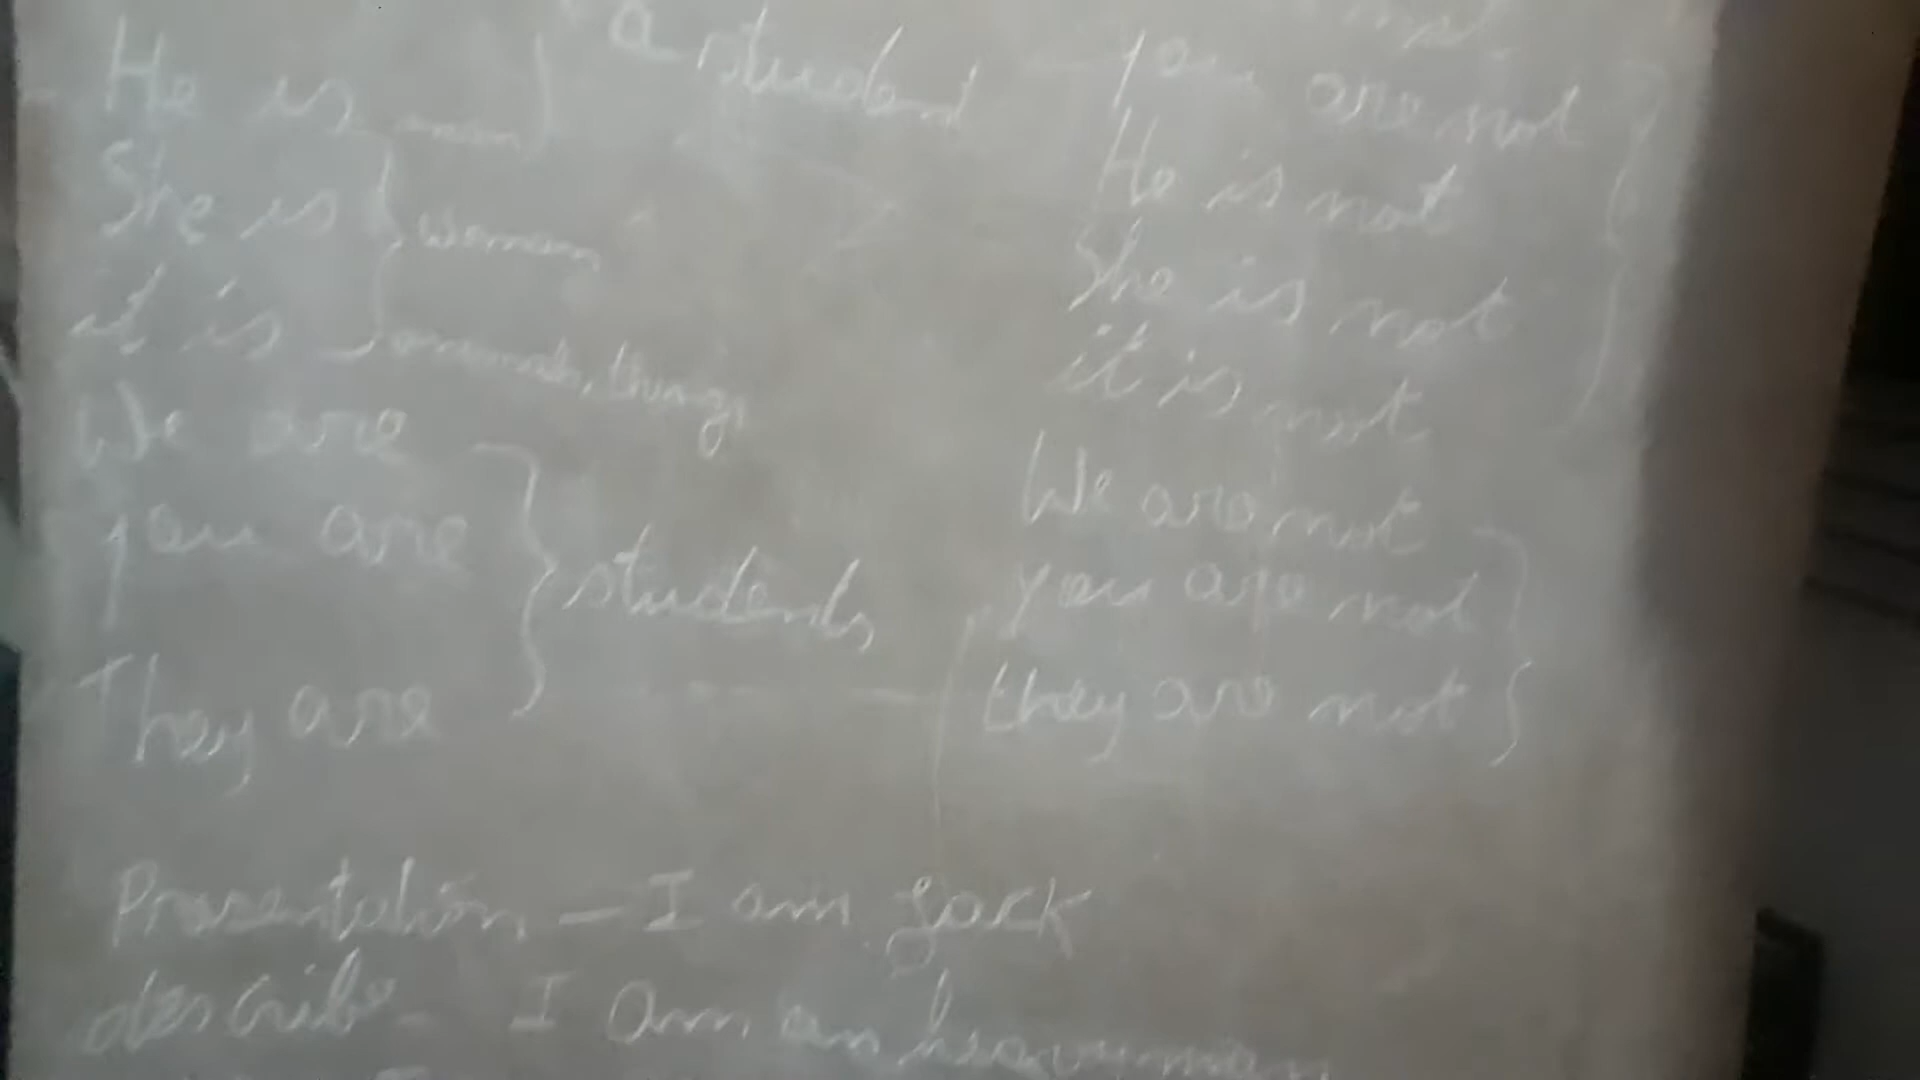 a student
He is man
She is woman
it is animals, things
We are
you are
students
They are
you are not
He is not
She is not
it is not
We are not
you are not
they are not
Presentation - I am Jack
describe - I am an